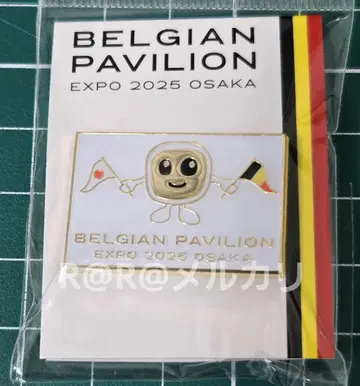 BELGIAN
PAVILION
EXPO 2025 OSAKA
BELGIAN PAVILION
EXPO 2025 OSAKA
R@R@メルカリ